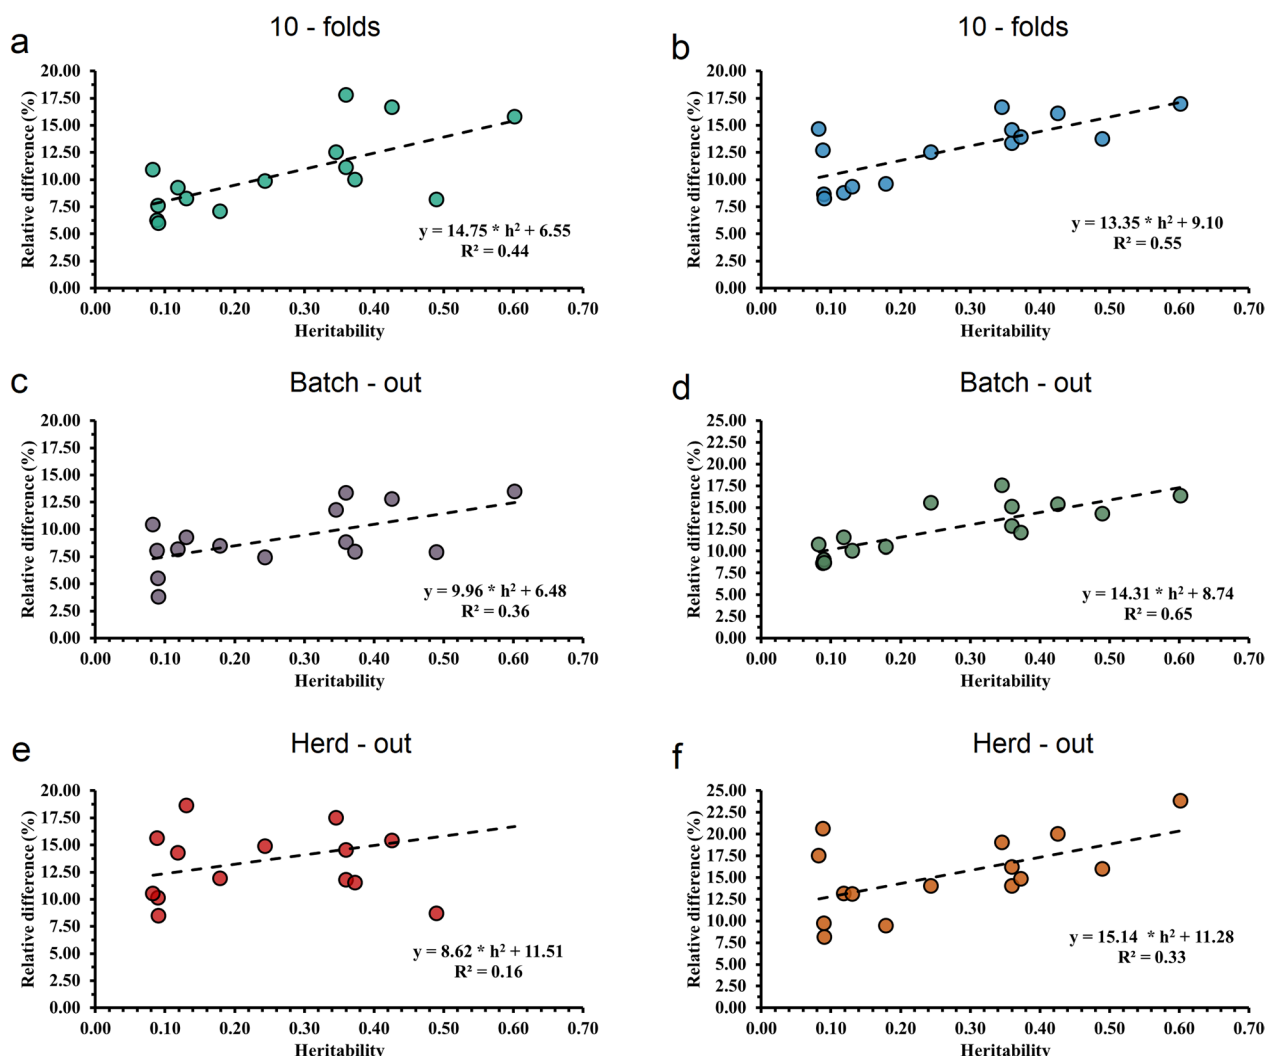 a
10 - folds
Relative difference (%)
20.00
17.50
15.00
12.50
10.00
7.50
5.00
2.50
0.00
y = 14.75 * h² + 6.55
R² = 0.44
0.00 0.10 0.20 0.30 0.40 0.50 0.60 0.70
Heritability
b
10 - folds
Relative difference (%)
20.00
17.50
15.00
12.50
10.00
7.50
5.00
2.50
0.00
y = 13.35 * h² + 9.10
R² = 0.55
0.00 0.10 0.20 0.30 0.40 0.50 0.60 0.70
Heritability
c
Batch - out
Relative difference (%)
20.00
17.50
15.00
12.50
10.00
7.50
5.00
2.50
0.00
y = 9.96 * h² + 6.48
R² = 0.36
0.00 0.10 0.20 0.30 0.40 0.50 0.60 0.70
Heritability
d
Batch - out
Relative difference (%)
25.00
22.50
20.00
17.50
15.00
12.50
10.00
7.50
5.00
2.50
0.00
y = 14.31 * h² + 8.74
R² = 0.65
0.00 0.10 0.20 0.30 0.40 0.50 0.60 0.70
Heritability
e
Herd - out
Relative difference (%)
20.00
17.50
15.00
12.50
10.00
7.50
5.00
2.50
0.00
y = 8.62 * h² + 11.51
R² = 0.16
0.00 0.10 0.20 0.30 0.40 0.50 0.60 0.70
Heritability
f
Herd - out
Relative difference (%)
25.00
22.50
20.00
17.50
15.00
12.50
10.00
7.50
5.00
2.50
0.00
y = 15.14 * h² + 11.28
R² = 0.33
0.00 0.10 0.20 0.30 0.40 0.50 0.60 0.70
Heritability